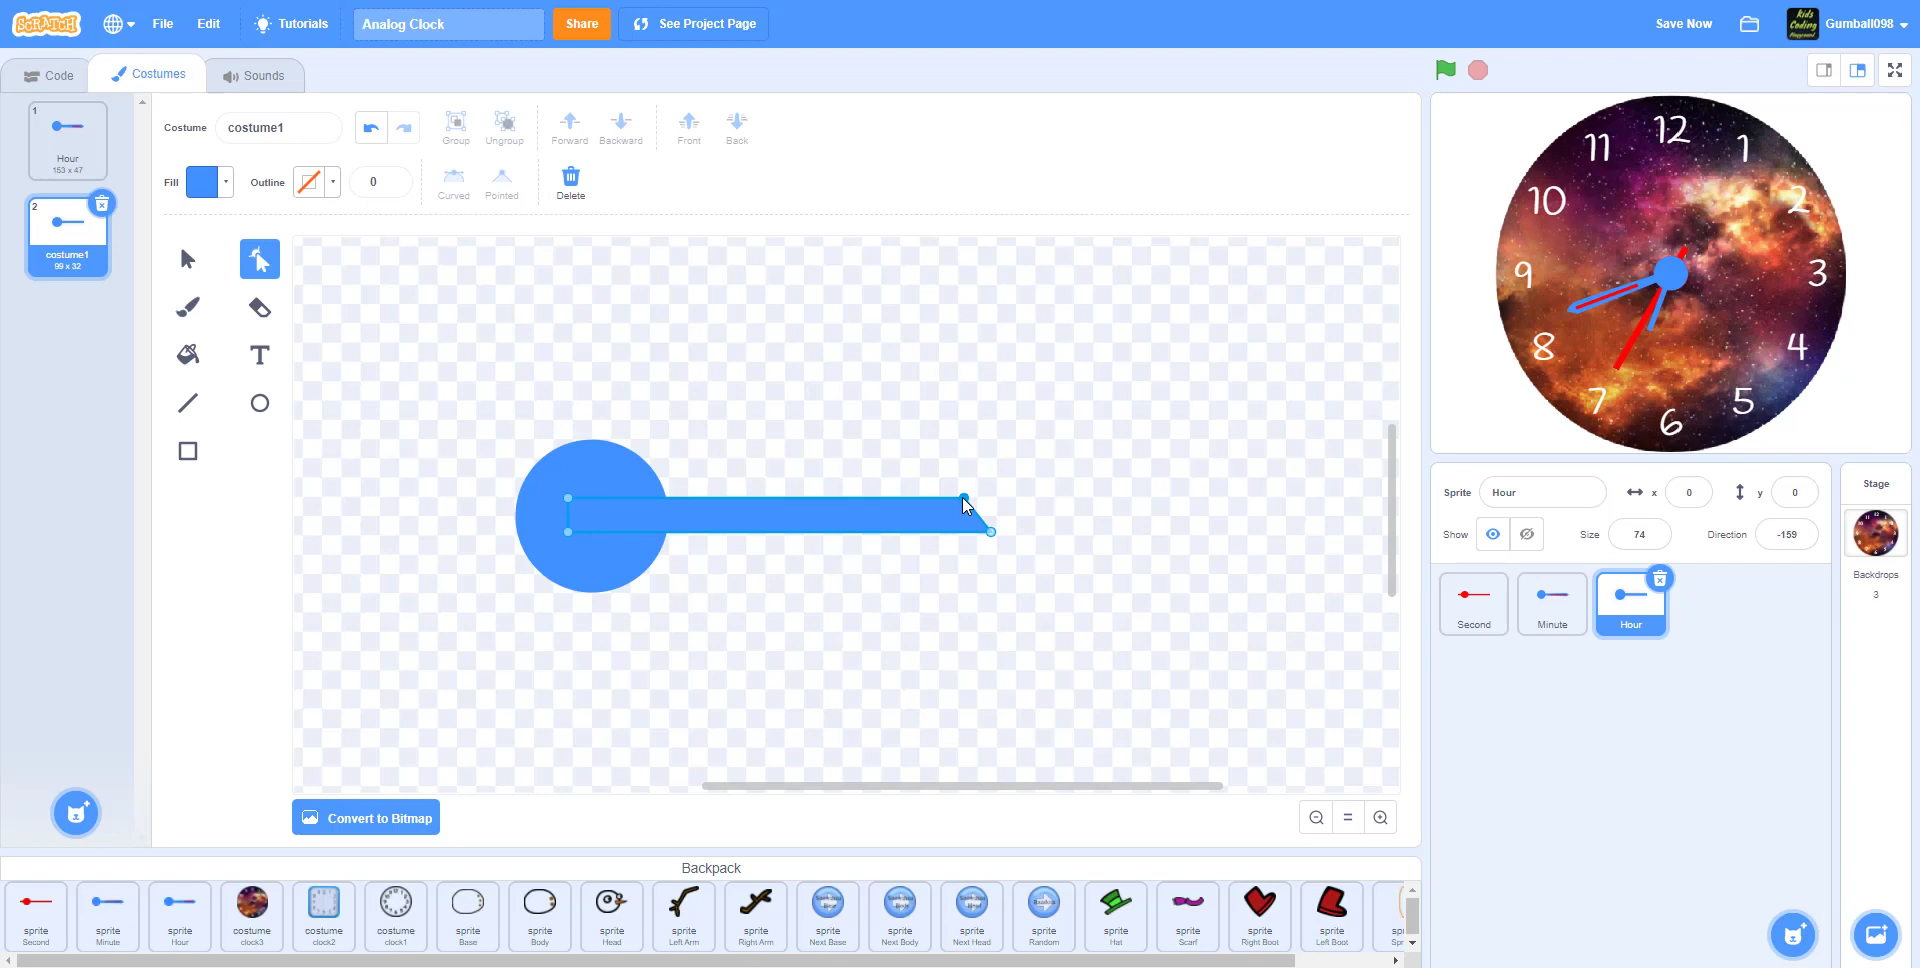 SCRATCH
File
Edit
Tutorials
Analog Clock
Share
See Project Page
Save Now
Kids
Coding
Playground
Gumball098
Code
Costumes
Sounds
1
Hour
153 x 47
2
costume1
99 x 32
Costume
costume1
Group
Ungroup
Forward
Backward
Front
Back
Fill
Outline
0
Curved
Pointed
Delete
T
Convert to Bitmap
12
1
2
3
4
5
6
7
8
9
10
11
Sprite
Hour
x
0
y
0
Show
Size
74
Direction
-159
Second
Minute
Hour
Stage
Backdrops
3
Backpack
sprite
Second
sprite
Minute
sprite
Hour
costume
clock3
costume
clock2
costume
clock1
sprite
Base
sprite
Body
sprite
Head
sprite
Left Arm
sprite
Right Arm
sprite
Next Base
sprite
Next Body
sprite
Next Head
Random
sprite
Random
sprite
Hat
sprite
Scarf
sprite
Right Boot
sprite
Left Boot